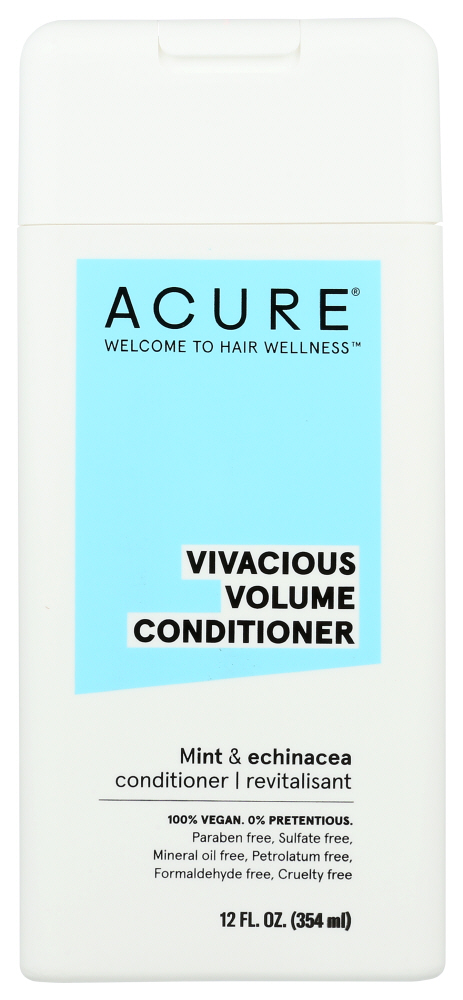 ACURE®
WELCOME TO HAIR WELLNESS™
VIVACIOUS
VOLUME
CONDITIONER
Mint & echinacea
conditioner | revitalisant
100% VEGAN. 0% PRETENTIOUS.
Paraben free, Sulfate free,
Mineral oil free, Petrolatum free,
Formaldehyde free, Cruelty free
12 FL. OZ. (354 ml)